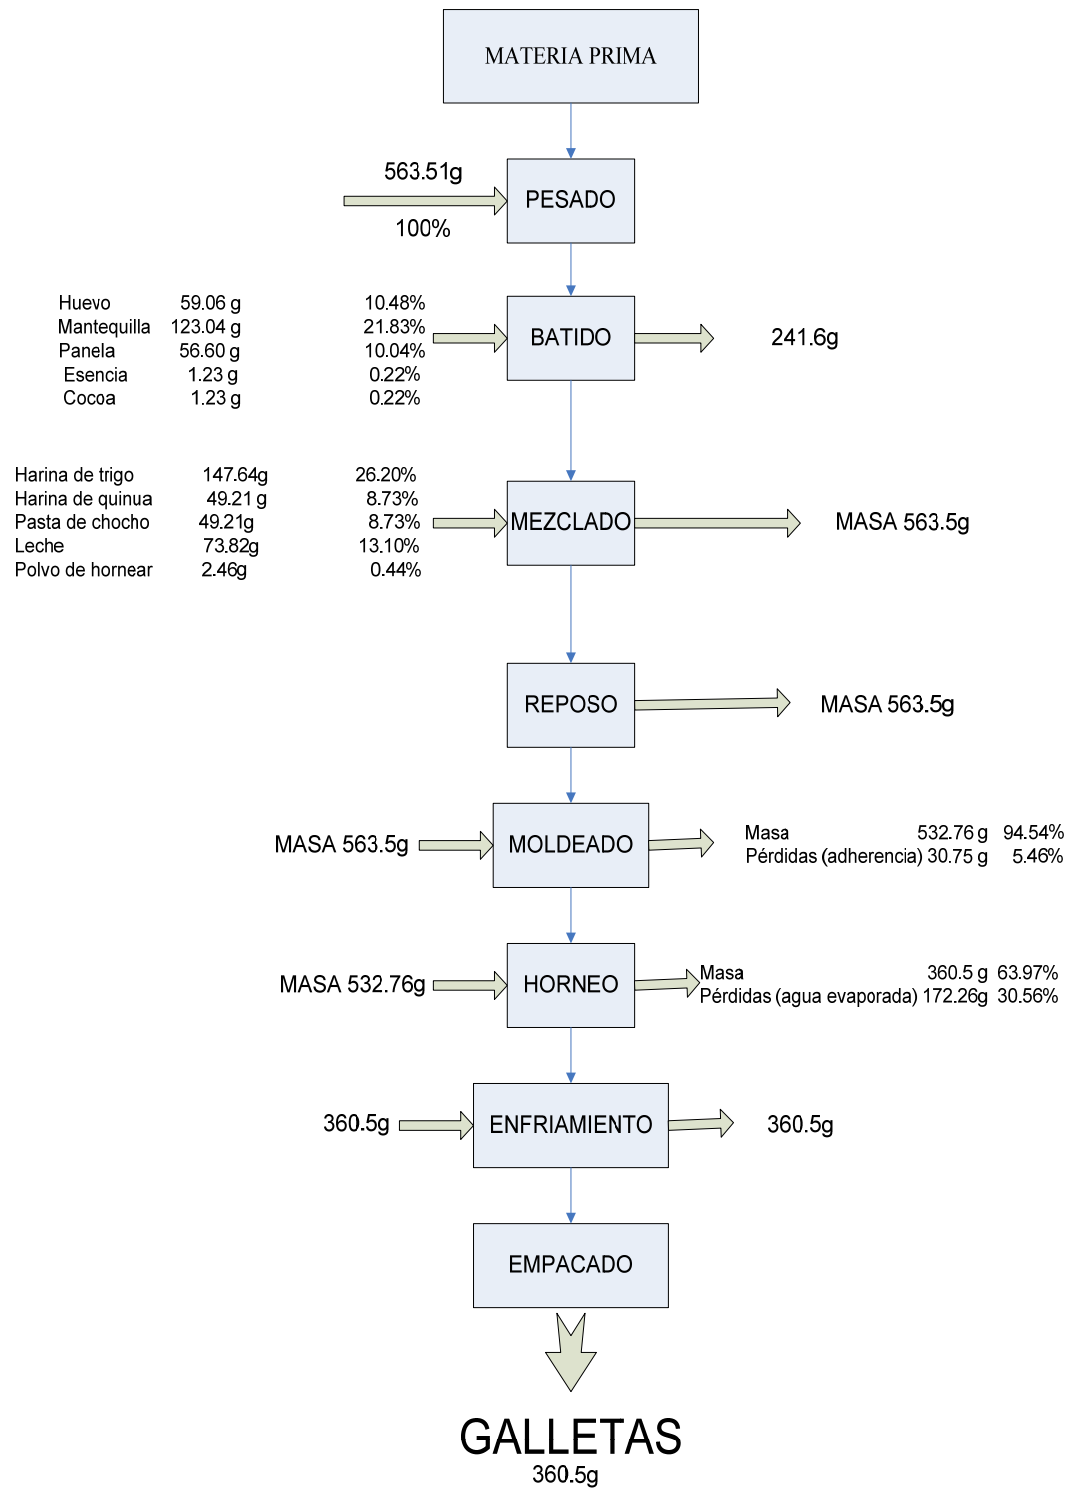 MATERIA PRIMA
563.51g
100%
PESADO
Huevo 59.06 g 10.48%
Mantequilla 123.04 g 21.83%
Panela 56.60 g 10.04%
Esencia 1.23 g 0.22%
Cocoa 1.23 g 0.22%
BATIDO
241.6g
Harina de trigo 147.64g 26.20%
Harina de quinua 49.21 g 8.73%
Pasta de chocho 49.21g 8.73%
Leche 73.82g 13.10%
Polvo de hornear 2.46g 0.44%
MEZCLADO
MASA 563.5g
REPOSO
MASA 563.5g
MASA 563.5g
MOLDEADO
Masa 532.76 g 94.54%
Pérdidas (adherencia) 30.75 g 5.46%
MASA 532.76g
HORNEO
Masa 360.5 g 63.97%
Pérdidas (agua evaporada) 172.26g 30.56%
360.5g
ENFRIAMIENTO
360.5g
EMPACADO
GALLETAS
360.5g